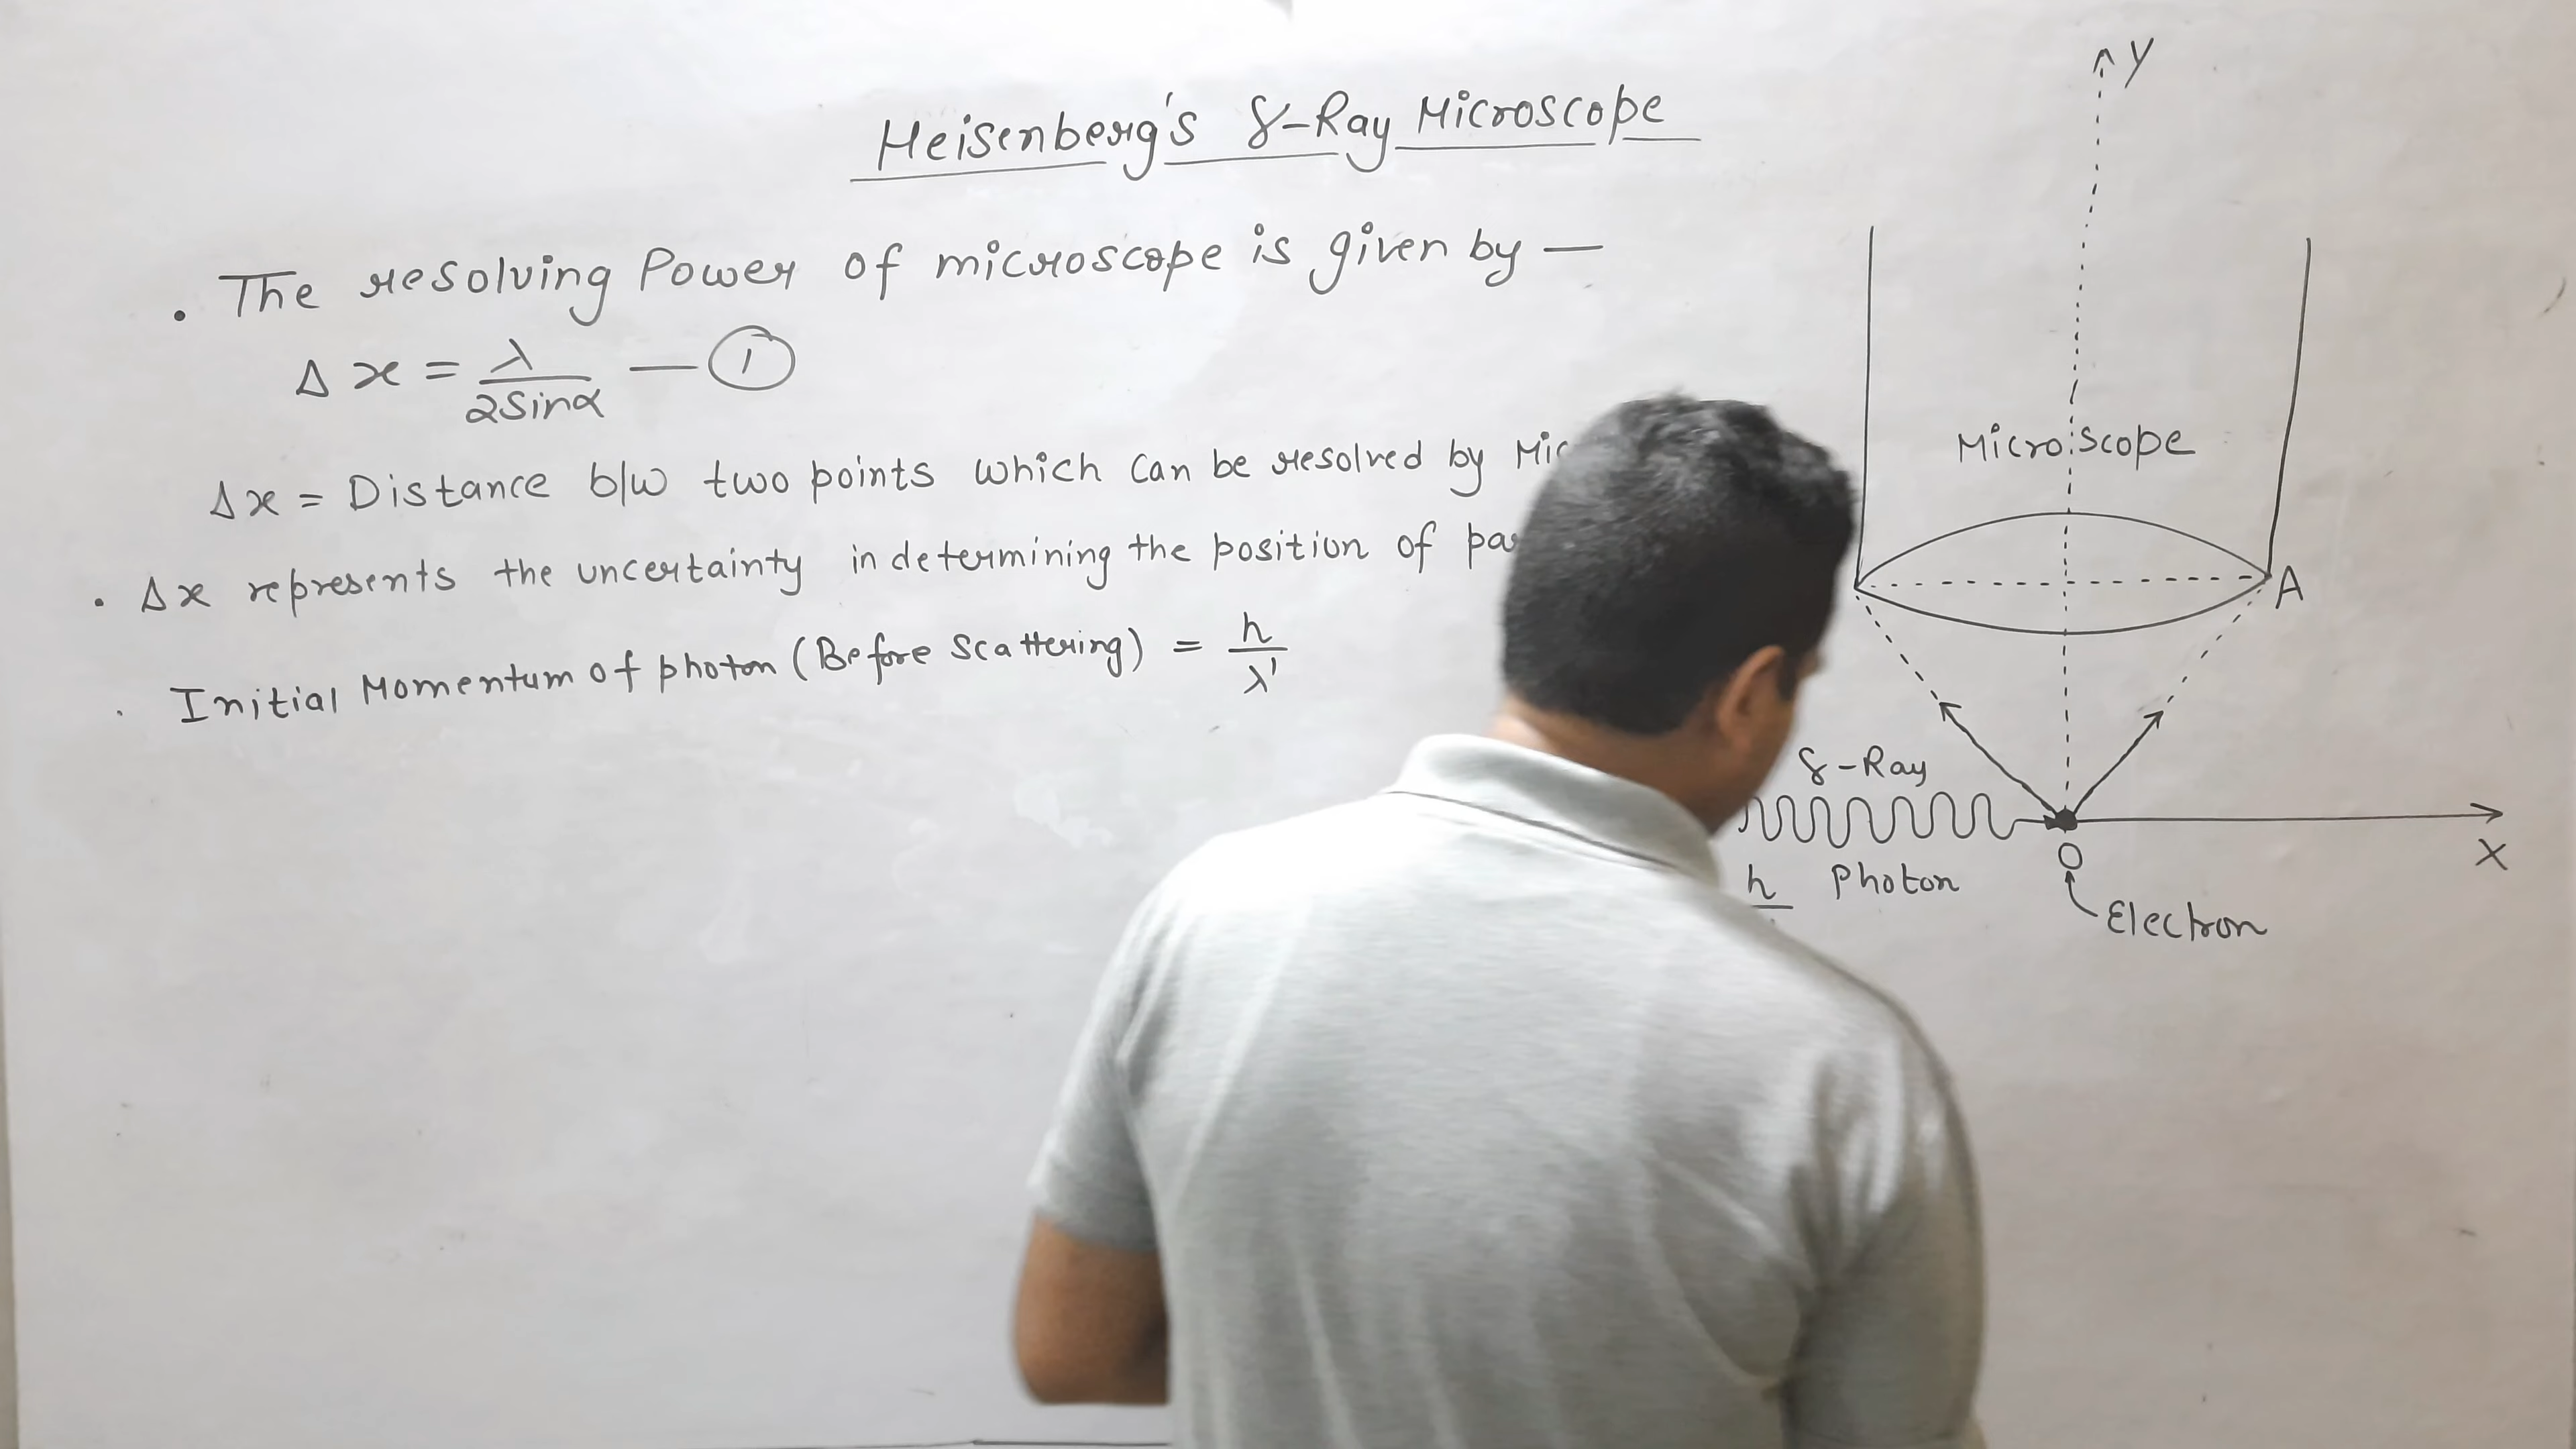 Heisenberg's γ-Ray Microscope
. The resolving Power of microscope is given by —
Δx = λ/2Sinα — ①
Δx = Distance b/w two points which can be resolved by Mic
. Δx represents the uncertainty in determining the position of pa
. Initial Momentum of photon (Before Scattering) = h/λ'
y
Microscope
A
γ-Ray
h
Photon
O
X
Electron